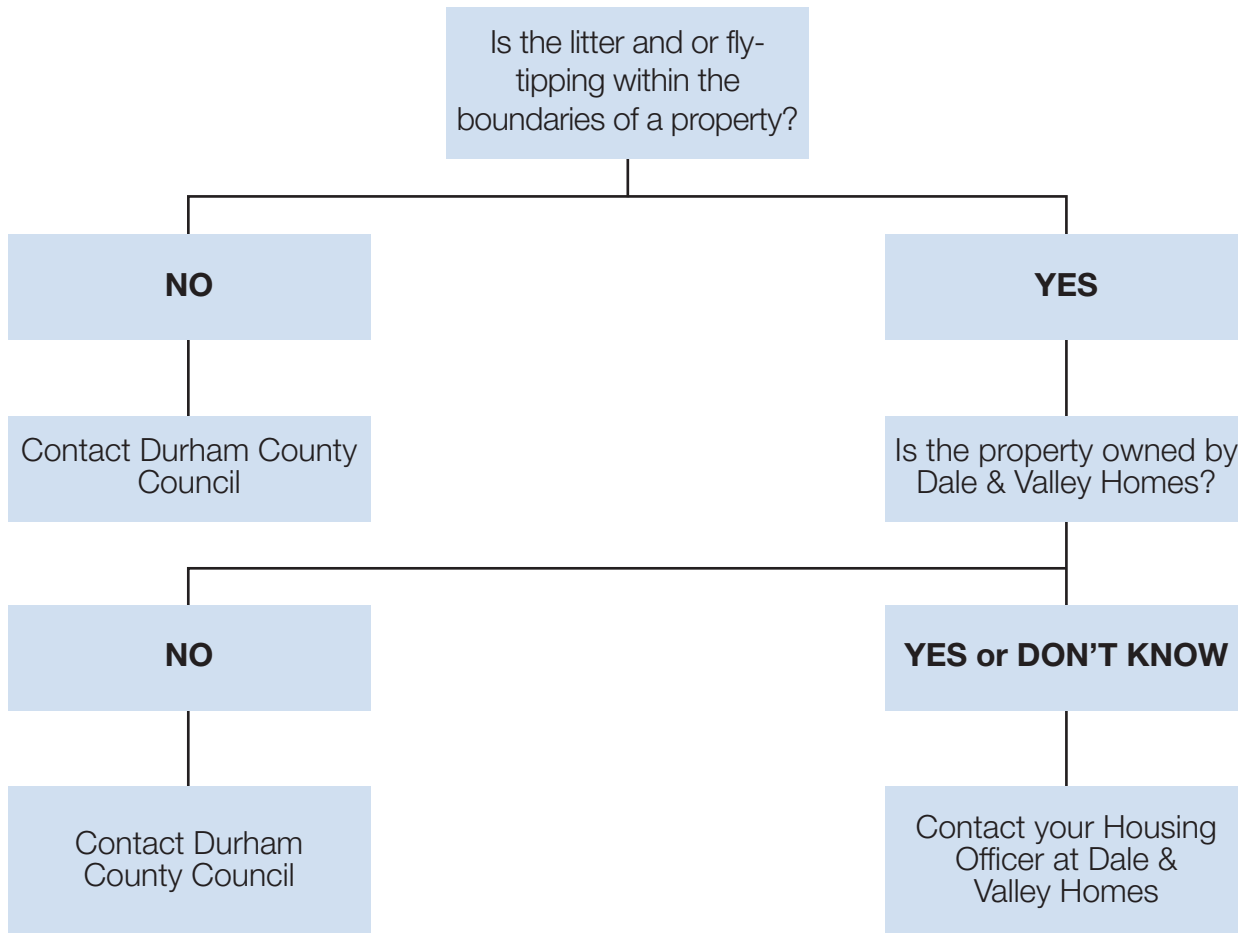 Is the litter and or fly-
tipping within the
boundaries of a property?
NO
YES
Contact Durham County
Council
Is the property owned by
Dale & Valley Homes?
NO
YES or DON’T KNOW
Contact Durham
County Council
Contact your Housing
Officer at Dale &
Valley Homes